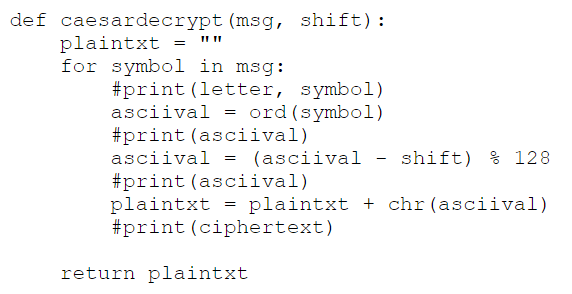 def caesardecrypt(msg, shift):
    plaintxt = ""
    for symbol in msg:
        #print(letter, symbol)
        asciival = ord(symbol)
        #print(asciival)
        asciival = (asciival - shift) % 128
        #print(asciival)
        plaintxt = plaintxt + chr(asciival)
        #print(ciphertext)
    return plaintxt